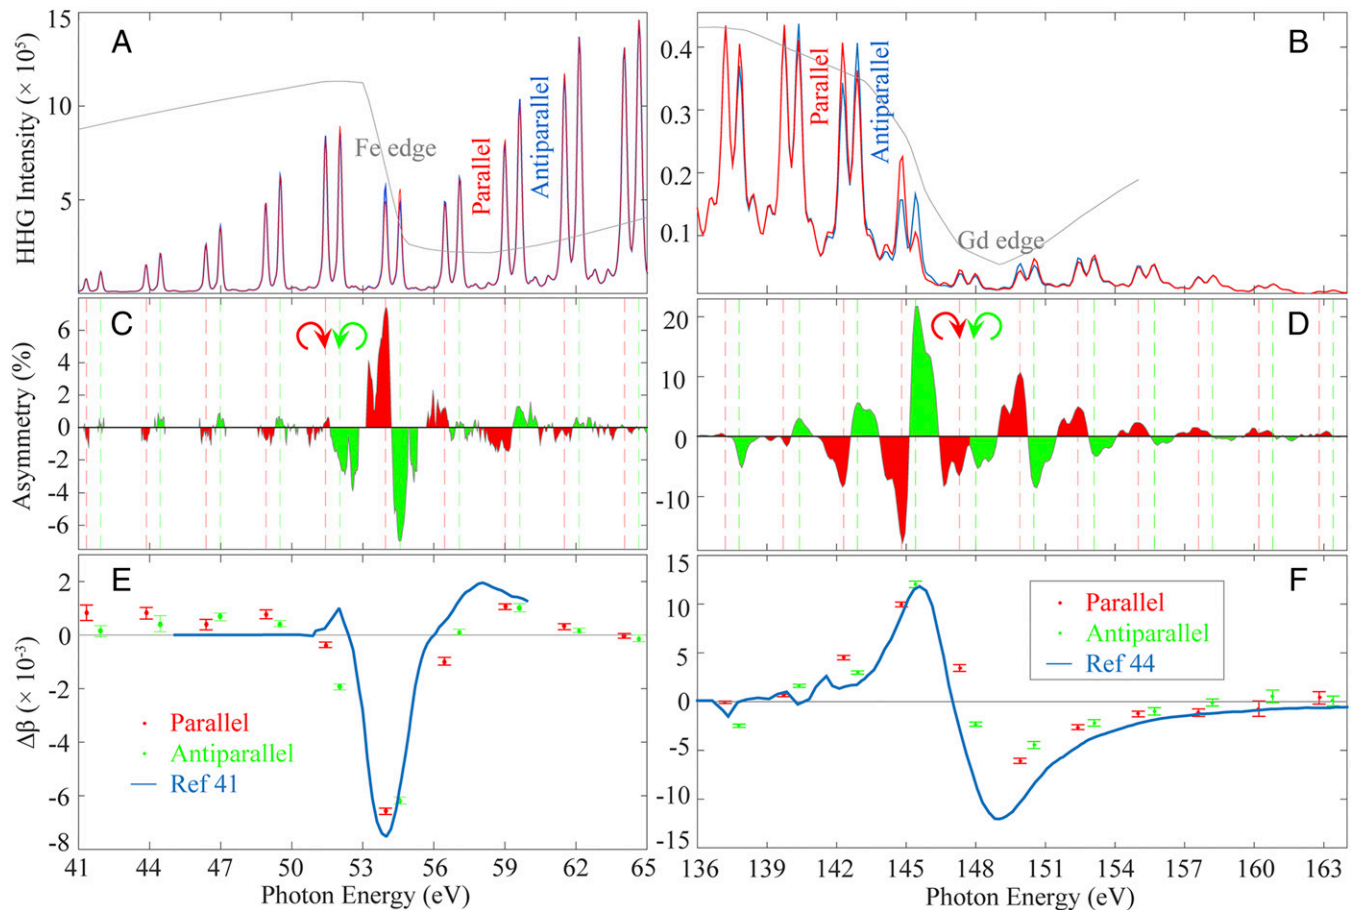 A
HHG Intensity (× 10⁵)
15
10
5
Fe edge
Parallel
Antiparallel
B
0.4
0.3
0.2
0.1
Parallel
Antiparallel
Gd edge
C
Asymmetry (%)
6
4
2
0
-2
-4
-6
D
20
10
0
-10
E
Δβ (× 10⁻³)
2
0
-2
-4
-6
-8
Parallel
Antiparallel
Ref 41
41 44 47 50 53 56 59 62 65
Photon Energy (eV)
F
15
10
5
0
-5
-10
-15
Parallel
Antiparallel
Ref 44
136 139 142 145 148 151 154 157 160 163
Photon Energy (eV)